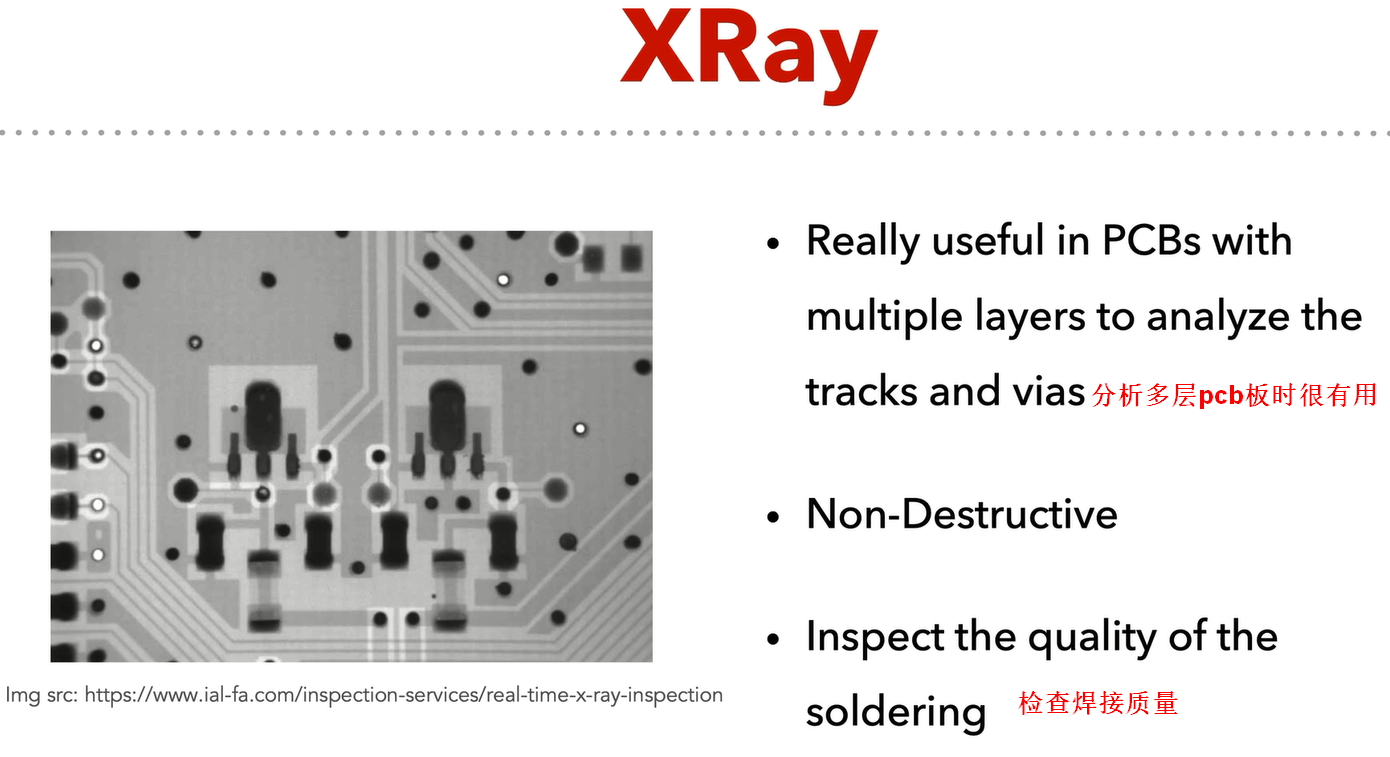 XRay
• Really useful in PCBs with
multiple layers to analyze the
tracks and vias 分析多层pcb板时很有用
• Non-Destructive
• Inspect the quality of the
soldering 检查焊接质量
Img src: https://www.ial-fa.com/inspection-services/real-time-x-ray-inspection